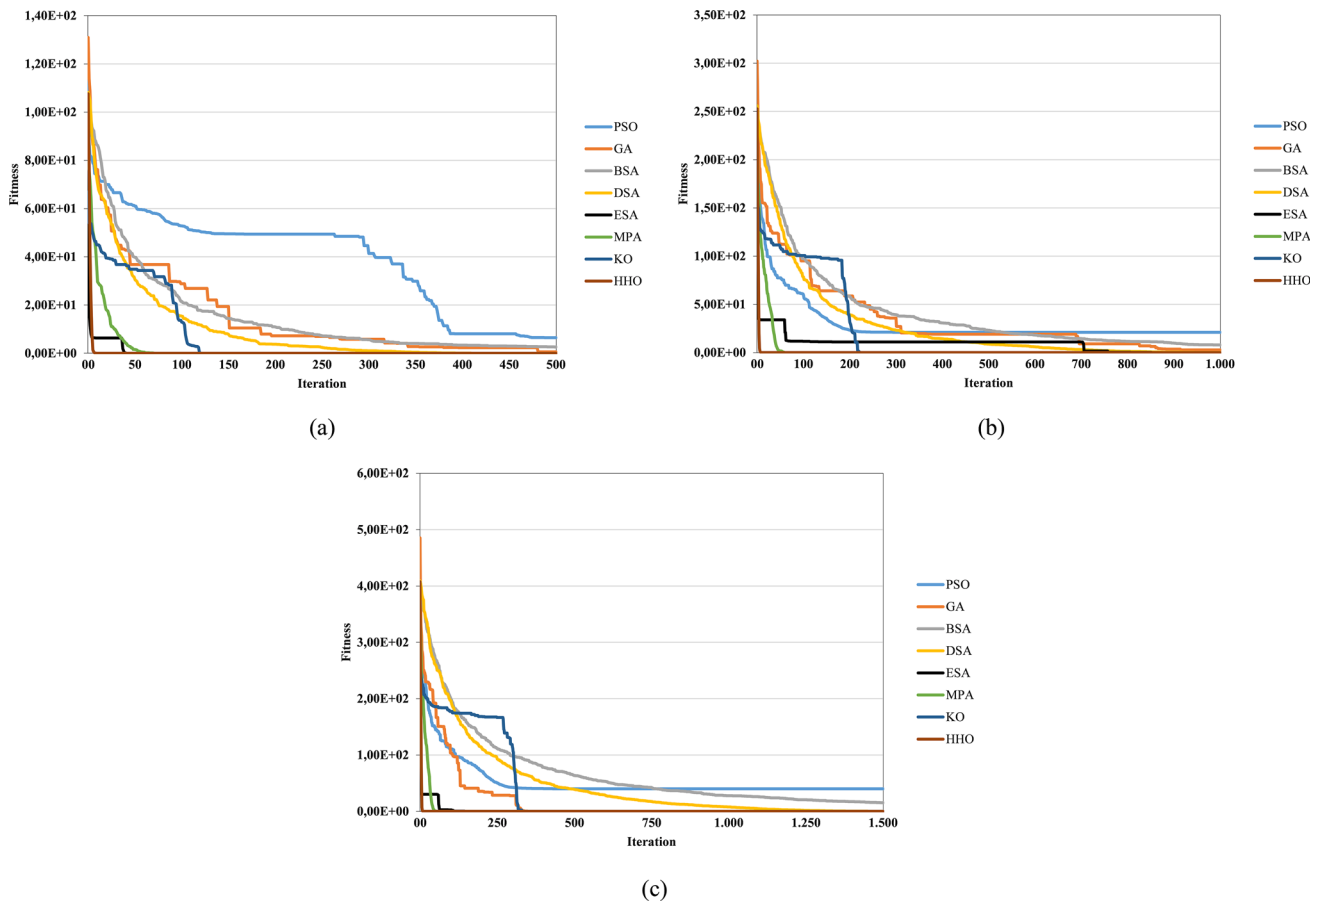 1,40E+02
1,20E+02
1,00E+02
8,00E+01
6,00E+01
4,00E+01
2,00E+01
0,00E+00
Fitness
00
50
100
150
200
250
300
350
400
450
500
Iteration
PSO
GA
BSA
DSA
ESA
MPA
KO
HHO
(a)
3,50E+02
3,00E+02
2,50E+02
2,00E+02
1,50E+02
1,00E+02
5,00E+01
0,00E+00
Fitness
00
100
200
300
400
500
600
700
800
900
1.000
Iteration
PSO
GA
BSA
DSA
ESA
MPA
KO
HHO
(b)
6,00E+02
5,00E+02
4,00E+02
3,00E+02
2,00E+02
1,00E+02
0,00E+00
Fitness
00
250
500
750
1.000
1.250
1.500
Iteration
PSO
GA
BSA
DSA
ESA
MPA
KO
HHO
(c)